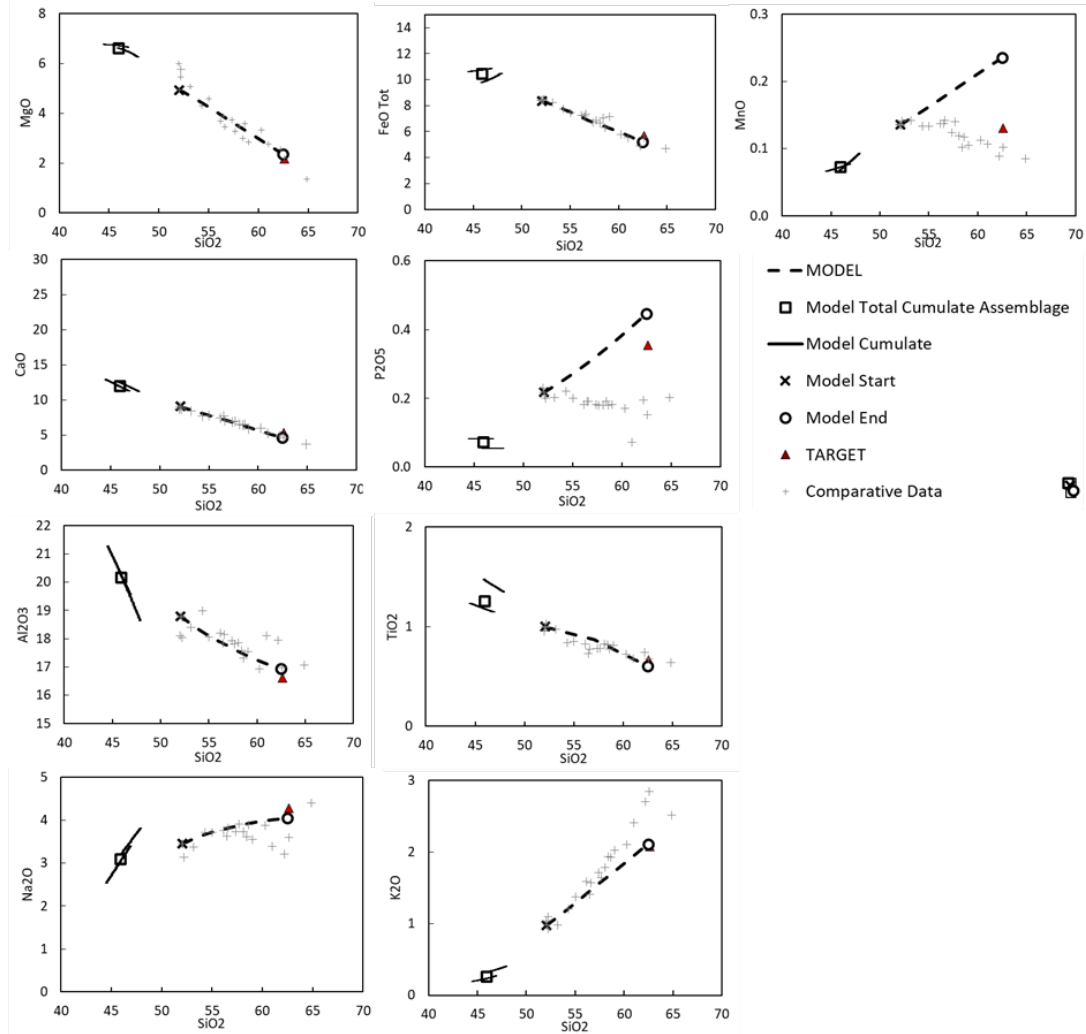 8
6
4
2
0
MgO
40 45 50 55 60 65 70
SiO2
16
14
12
10
8
6
4
2
0
FeO Tot
40 45 50 55 60 65 70
SiO2
0.3
0.2
0.1
0.0
MnO
40 45 50 55 60 65 70
SiO2
30
25
20
15
10
5
0
CaO
40 45 50 55 60 65 70
SiO2
0.6
0.4
0.2
0.0
P2O5
40 45 50 55 60 65 70
SiO2
MODEL
Model Total Cumulate Assemblage
Model Cumulate
Model Start
Model End
TARGET
Comparative Data
22
21
20
19
18
17
16
15
Al2O3
40 45 50 55 60 65 70
SiO2
2
1
0
TiO2
40 45 50 55 60 65 70
SiO2
5
4
3
2
1
0
Na2O
40 45 50 55 60 65 70
SiO2
3
2
1
0
K2O
40 45 50 55 60 65 70
SiO2